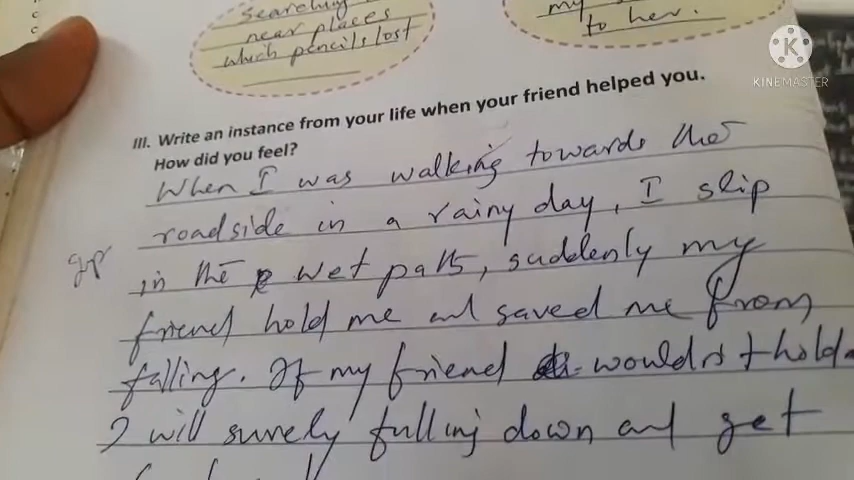 searching
near places
which pencils lost
my
to her.
KINEMASTER
III. Write an instance from your life when your friend helped you.
How did you feel?
When I was walking towards the
roadside in a rainy day, I slip
in the wet path, suddenly my
friend hold me and saved me from
falling. If my friend wouldn't hold
I will surely falling down and get